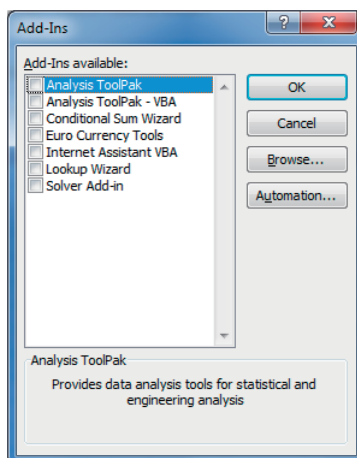 Add-Ins
?
Add-Ins available:
Analysis ToolPak
Analysis ToolPak - VBA
Conditional Sum Wizard
Euro Currency Tools
Internet Assistant VBA
Lookup Wizard
Solver Add-in
OK
Cancel
Browse...
Automation...
Analysis ToolPak
Provides data analysis tools for statistical and
engineering analysis